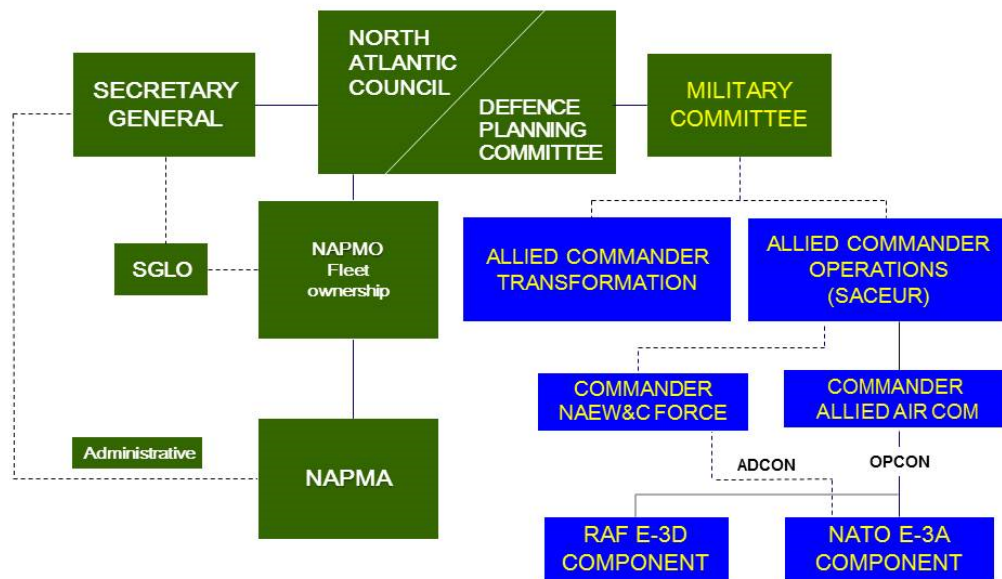 NORTH
ATLANTIC
COUNCIL
DEFENCE
PLANNING
COMMITTEE
SECRETARY
GENERAL
MILITARY
COMMITTEE
SGLO
NAPMO
Fleet
ownership
ALLIED COMMANDER
TRANSFORMATION
ALLIED COMMANDER
OPERATIONS
(SACEUR)
COMMANDER
NAEW&C FORCE
COMMANDER
ALLIED AIR COM
Administrative
NAPMA
ADCON
OPCON
RAF E-3D
COMPONENT
NATO E-3A
COMPONENT